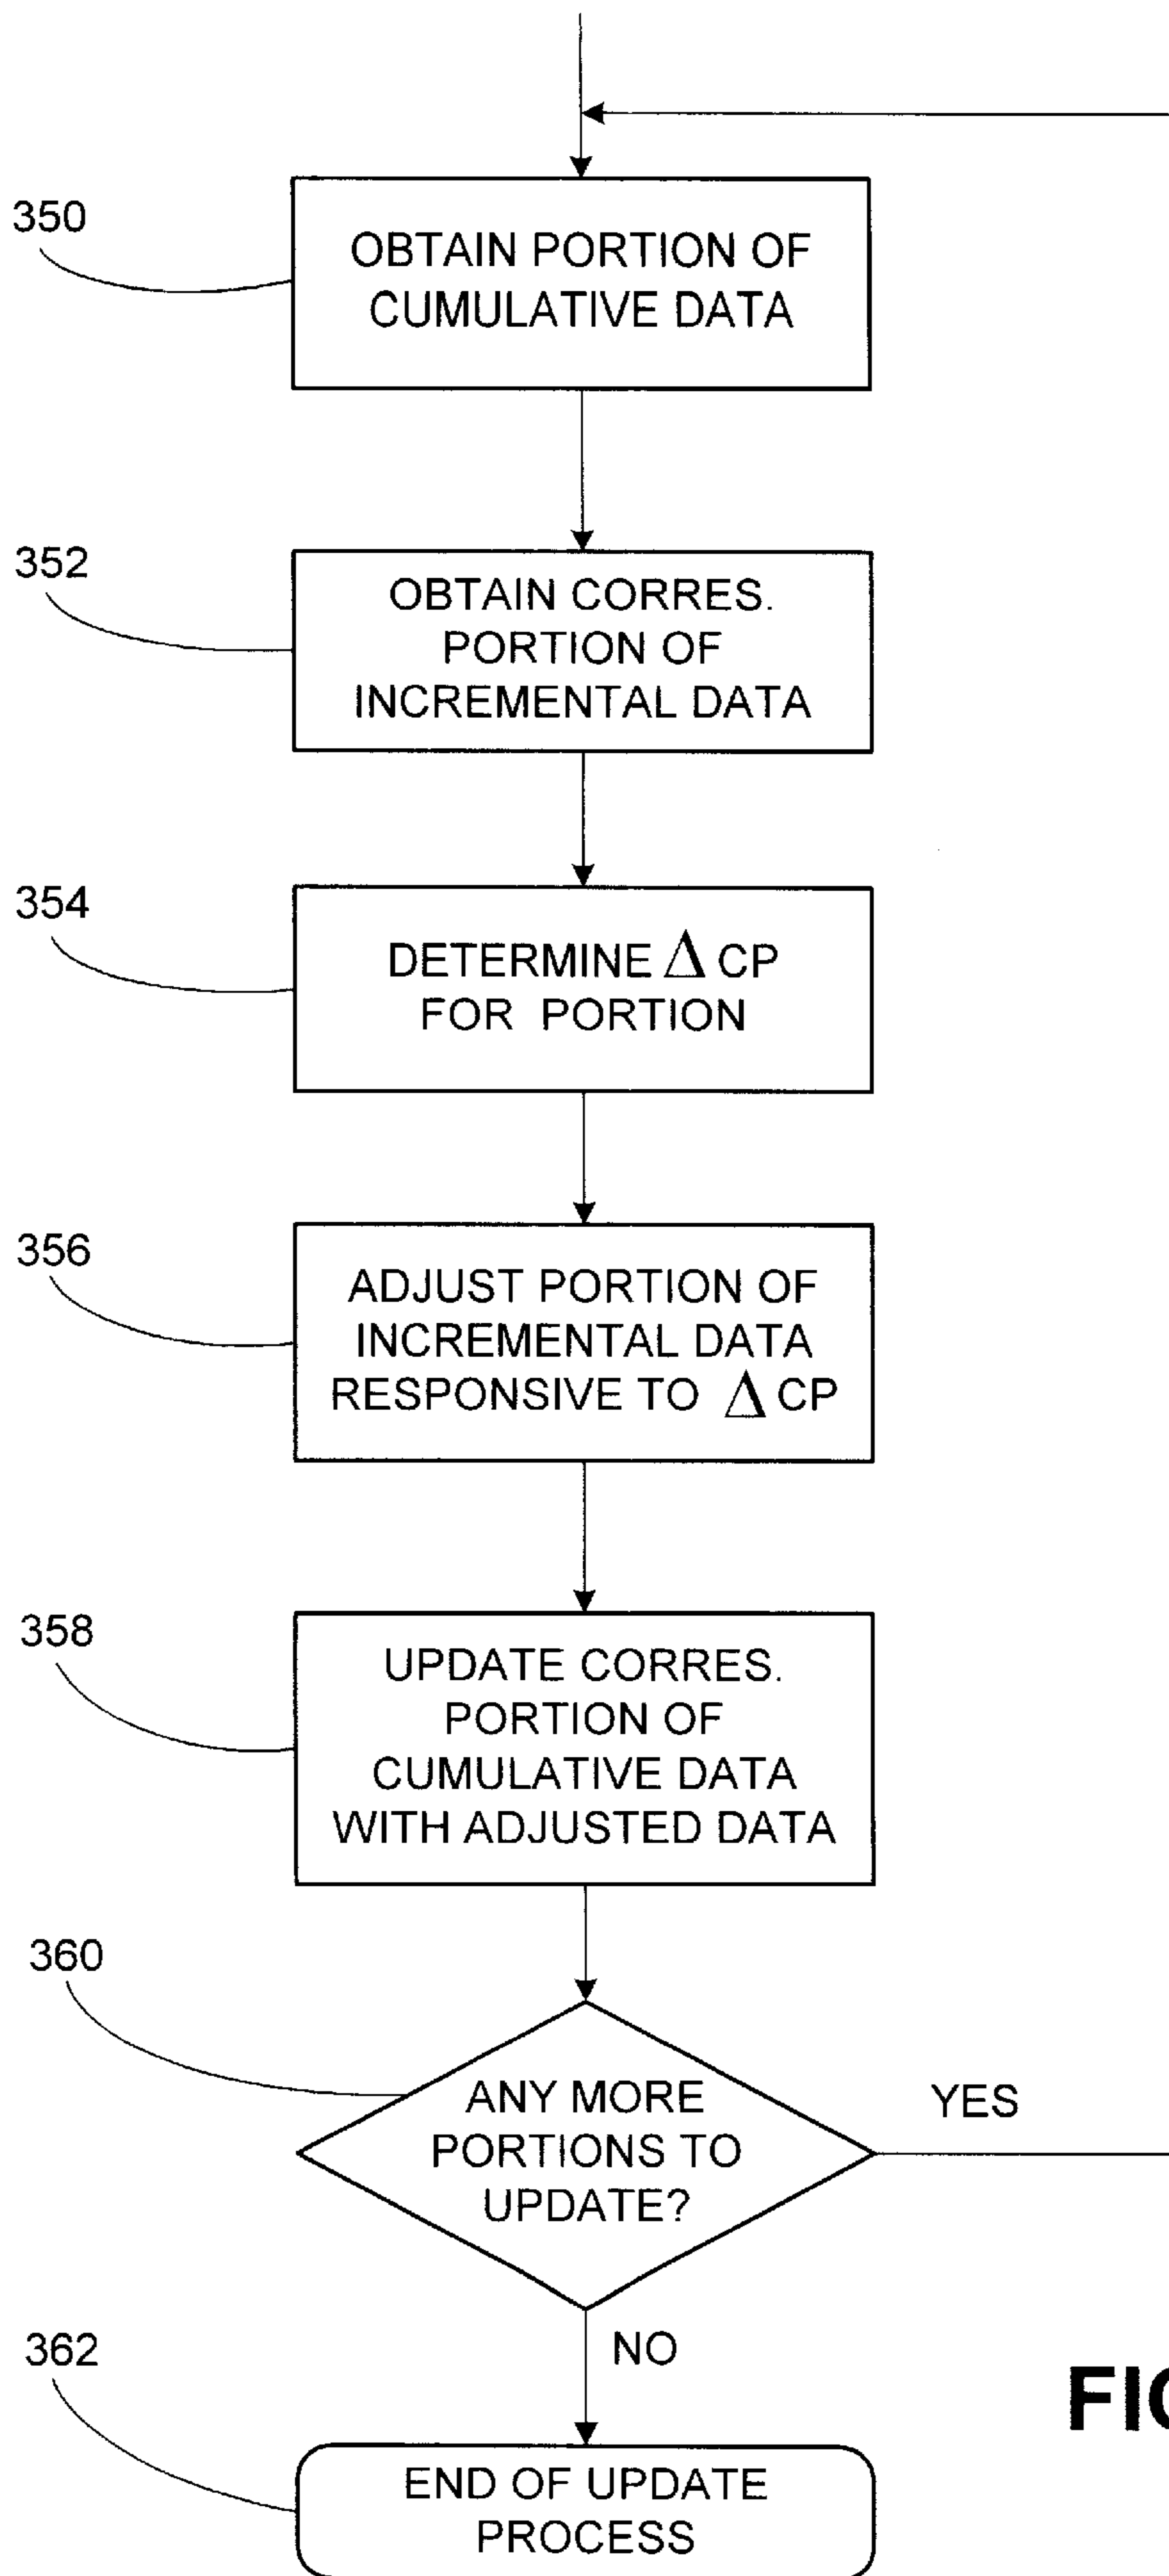 350
OBTAIN PORTION OF
CUMULATIVE DATA
352
OBTAIN CORRES.
PORTION OF
INCREMENTAL DATA
354
DETERMINE Δ CP
FOR PORTION
356
ADJUST PORTION OF
INCREMENTAL DATA
RESPONSIVE TO Δ CP
358
UPDATE CORRES.
PORTION OF
CUMULATIVE DATA
WITH ADJUSTED DATA
360
ANY MORE
PORTIONS TO
UPDATE?
YES
NO
362
END OF UPDATE
PROCESS